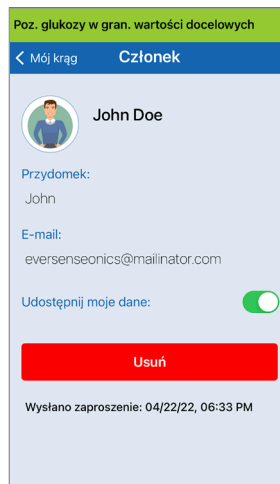 Poz. glukozy w gran. wartości docelowych
Mój krąg Członek
John Doe
Przydomek:
John
E-mail:
eversenseonics@mailinator.com
Udostępnij moje dane:
Usuń
Wysłano zaproszenie: 04/22/22, 06:33 PM